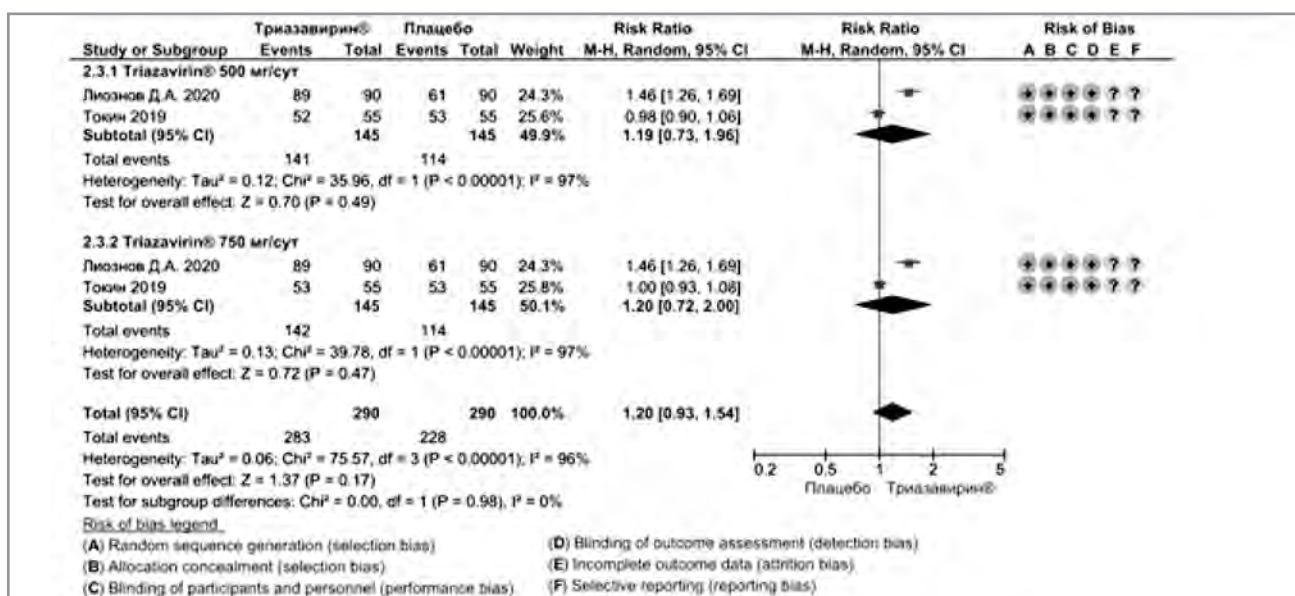 Триазавирин® Плацебо Risk Ratio Risk Ratio Risk of Bias
Study or Subgroup Events Total Events Total Weight M-H, Random, 95% CI M-H, Random, 95% CI A B C D E F
2.3.1 Triazavirin® 500 мг/сут
Лиознов Д.А. 2020 89 90 61 90 24.3% 1.46 [1.26, 1.69] + + + + ? ?
Токин 2019 52 55 53 55 25.6% 0.98 [0.90, 1.06] + + + + ? ?
Subtotal (95% CI) 145 145 49.9% 1.19 [0.73, 1.96]
Total events 141 114
Heterogeneity: Tau² = 0.12; Chi² = 35.96, df = 1 (P < 0.00001); I² = 97%
Test for overall effect: Z = 0.70 (P = 0.49)
2.3.2 Triazavirin® 750 мг/сут
Лиознов Д.А. 2020 89 90 61 90 24.3% 1.46 [1.26, 1.69] + + + + ? ?
Токин 2019 53 55 53 55 25.8% 1.00 [0.93, 1.08] + + + + ? ?
Subtotal (95% CI) 145 145 50.1% 1.20 [0.72, 2.00]
Total events 142 114
Heterogeneity: Tau² = 0.13; Chi² = 39.78, df = 1 (P < 0.00001); I² = 97%
Test for overall effect: Z = 0.72 (P = 0.47)
Total (95% CI) 290 290 100.0% 1.20 [0.93, 1.54]
Total events 283 228
Heterogeneity: Tau² = 0.06; Chi² = 75.57, df = 3 (P < 0.00001); I² = 96%
Test for overall effect: Z = 1.37 (P = 0.17)
Test for subgroup differences: Chi² = 0.00, df = 1 (P = 0.98), I² = 0%
0.2 0.5 1 2 5
Плацебо Триазавирин®
Risk of bias legend
(A) Random sequence generation (selection bias)
(B) Allocation concealment (selection bias)
(C) Blinding of participants and personnel (performance bias)
(D) Blinding of outcome assessment (detection bias)
(E) Incomplete outcome data (attrition bias)
(F) Selective reporting (reporting bias)